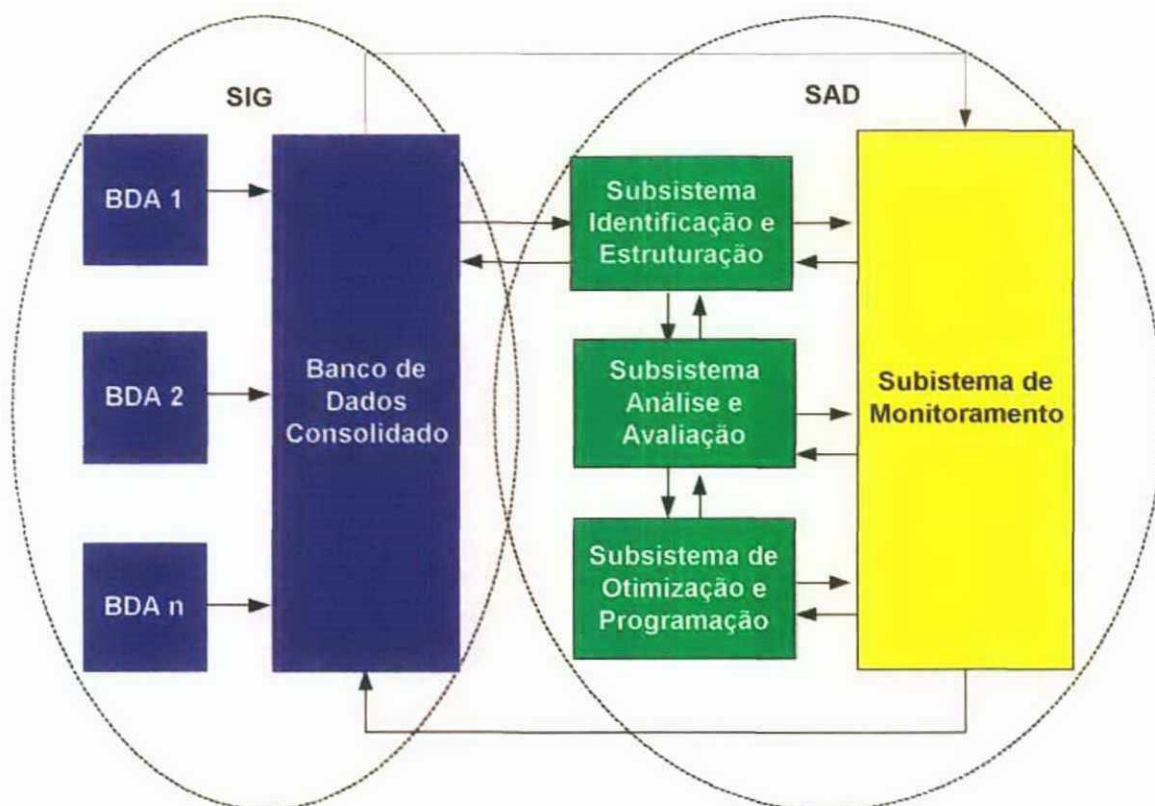 SIG
SAD
BDA 1
BDA 2
BDA n
Banco de
Dados
Consolidado
Subsistema
Identificação e
Estruturação
Subsistema
Análise e
Avaliação
Subsistema de
Otimização e
Programação
Subistema de
Monitoramento